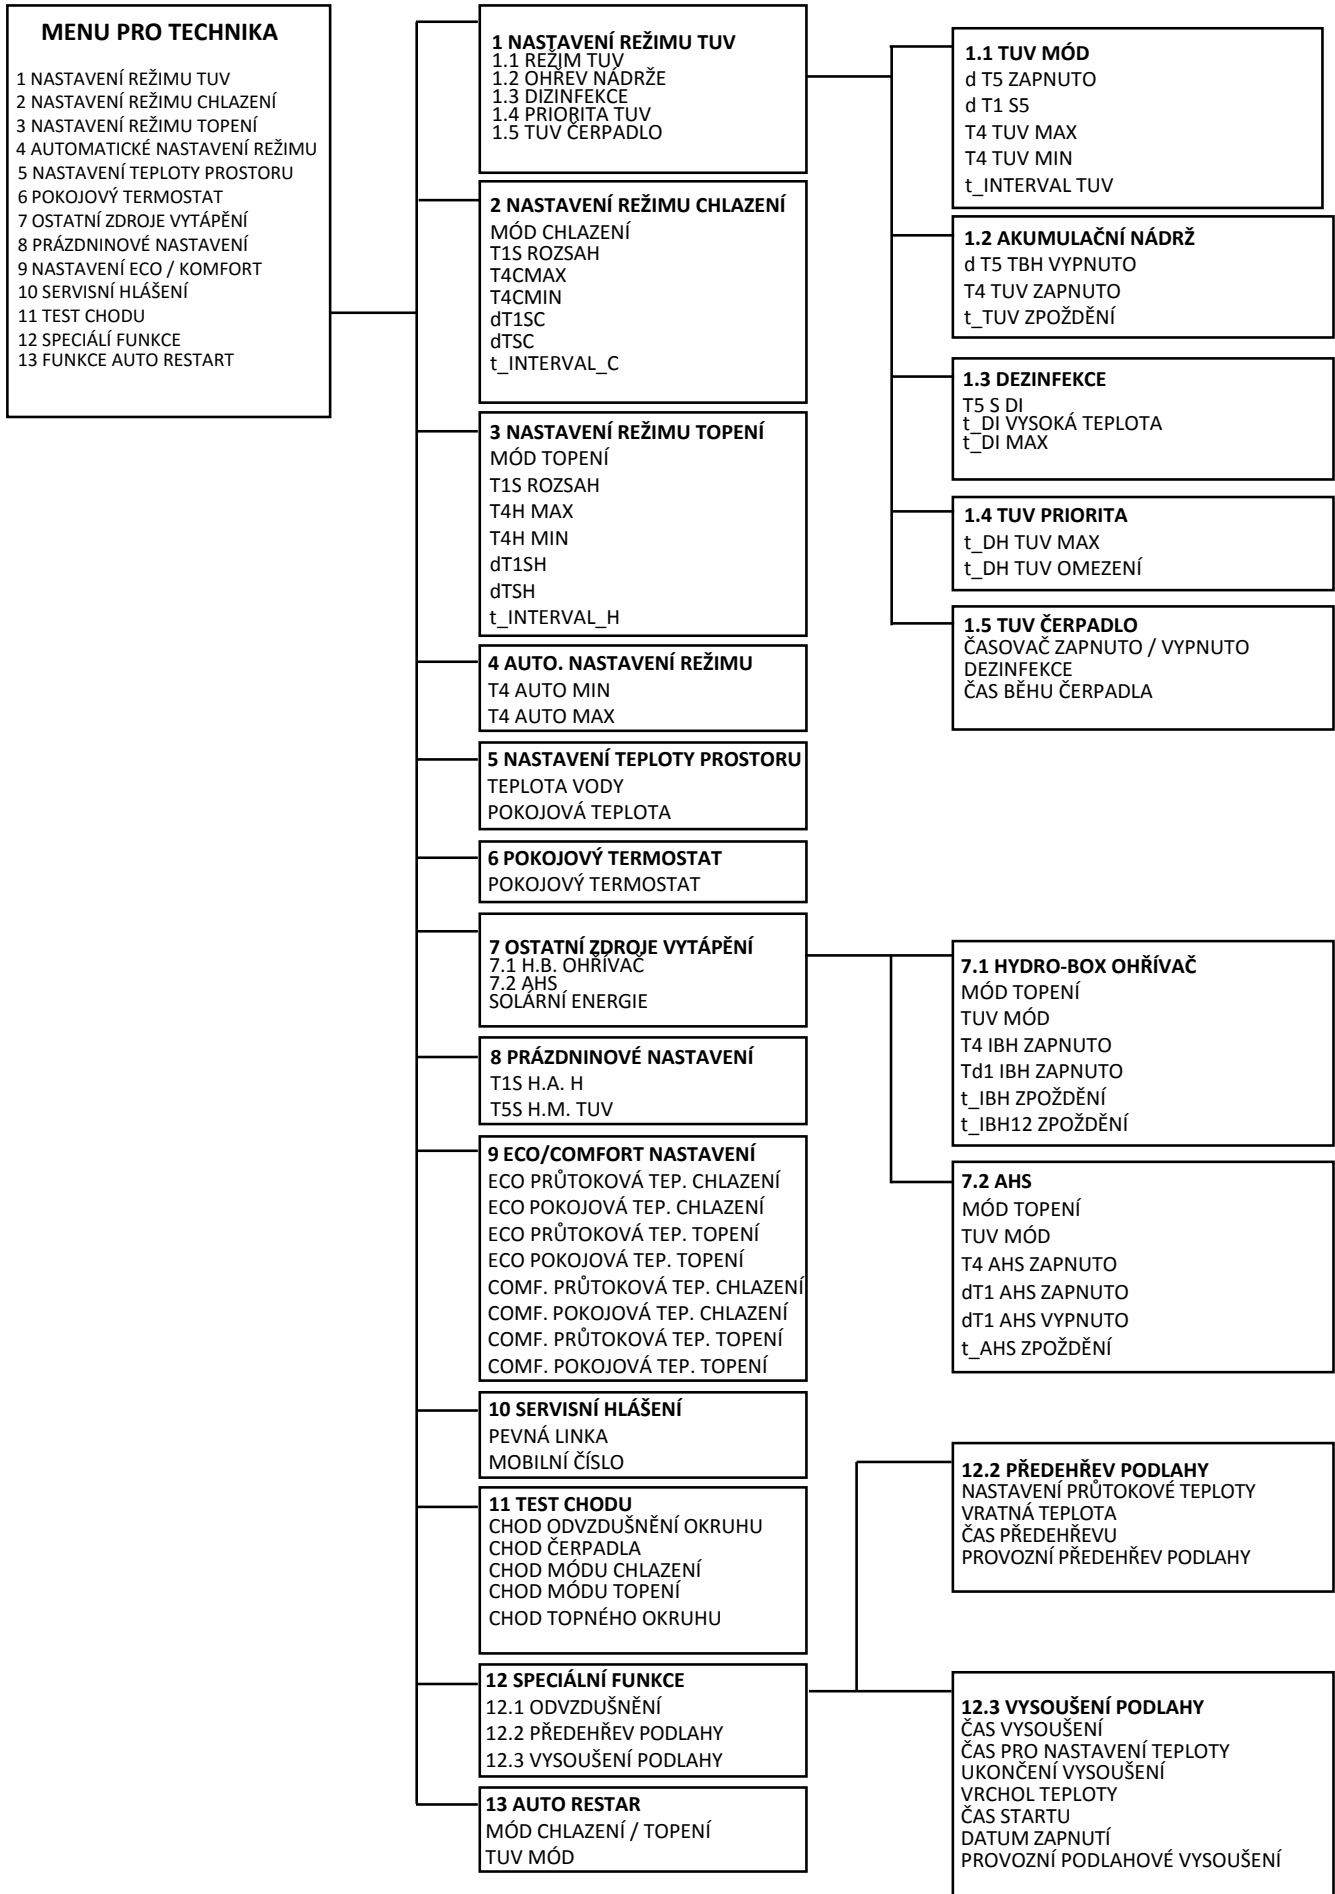 MENU PRO TECHNIKA
1 NASTAVENÍ REŽIMU TUV
2 NASTAVENÍ REŽIMU CHLAZENÍ
3 NASTAVENÍ REŽIMU TOPENÍ
4 AUTOMATICKÉ NASTAVENÍ REŽIMU
5 NASTAVENÍ TEPLOTY PROSTORU
6 POKOJOVÝ TERMOSTAT
7 OSTATNÍ ZDROJE VYTÁPĚNÍ
8 PRÁZDNINOVÉ NASTAVENÍ
9 NASTAVENÍ ECO / KOMFORT
10 SERVISNÍ HLÁŠENÍ
11 TEST CHODU
12 SPECIÁLÍ FUNKCE
13 FUNKCE AUTO RESTART
1 NASTAVENÍ REŽIMU TUV
1.1 REŽIM TUV
1.2 OHŘEV NÁDRŽE
1.3 DIZINFEKCE
1.4 PRIORITA TUV
1.5 TUV ČERPADLO
2 NASTAVENÍ REŽIMU CHLAZENÍ
MÓD CHLAZENÍ
T1S ROZSAH
T4CMAX
T4CMIN
dT1SC
dTSC
t_INTERVAL_C
3 NASTAVENÍ REŽIMU TOPENÍ
MÓD TOPENÍ
T1S ROZSAH
T4H MAX
T4H MIN
dT1SH
dTSH
t_INTERVAL_H
4 AUTO. NASTAVENÍ REŽIMU
T4 AUTO MIN
T4 AUTO MAX
5 NASTAVENÍ TEPLOTY PROSTORU
TEPLOTA VODY
POKOJOVÁ TEPLOTA
6 POKOJOVÝ TERMOSTAT
POKOJOVÝ TERMOSTAT
7 OSTATNÍ ZDROJE VYTÁPĚNÍ
7.1 H.B. OHŘÍVAČ
7.2 AHS
SOLÁRNÍ ENERGIE
8 PRÁZDNINOVÉ NASTAVENÍ
T1S H.A. H
T5S H.M. TUV
9 ECO/COMFORT NASTAVENÍ
ECO PRŮTOKOVÁ TEP. CHLAZENÍ
ECO POKOJOVÁ TEP. CHLAZENÍ
ECO PRŮTOKOVÁ TEP. TOPENÍ
ECO POKOJOVÁ TEP. TOPENÍ
COMF. PRŮTOKOVÁ TEP. CHLAZENÍ
COMF. POKOJOVÁ TEP. CHLAZENÍ
COMF. PRŮTOKOVÁ TEP. TOPENÍ
COMF. POKOJOVÁ TEP. TOPENÍ
10 SERVISNÍ HLÁŠENÍ
PEVNÁ LINKA
MOBILNÍ ČÍSLO
11 TEST CHODU
CHOD ODVZDUŠNĚNÍ OKRUHU
CHOD ČERPADLA
CHOD MÓDU CHLAZENÍ
CHOD MÓDU TOPENÍ
CHOD TOPNÉHO OKRUHU
12 SPECIÁLNÍ FUNKCE
12.1 ODVZDUŠNĚNÍ
12.2 PŘEDEHŘEV PODLAHY
12.3 VYSOUŠENÍ PODLAHY
13 AUTO RESTAR
MÓD CHLAZENÍ / TOPENÍ
TUV MÓD
1.1 TUV MÓD
d T5 ZAPNUTO
d T1 S5
T4 TUV MAX
T4 TUV MIN
t_INTERVAL TUV
1.2 AKUMULAČNÍ NÁDRŽ
d T5 TBH VYPNUTO
T4 TUV ZAPNUTO
t_TUV ZPOŽDĚNÍ
1.3 DEZINFEKCE
T5 S DI
t_DI VYSOKÁ TEPLOTA
t_DI MAX
1.4 TUV PRIORITA
t_DH TUV MAX
t_DH TUV OMEZENÍ
1.5 TUV ČERPADLO
ČASOVAČ ZAPNUTO / VYPNUTO
DEZINFEKCE
ČAS BĚHU ČERPADLA
7.1 HYDRO-BOX OHŘÍVAČ
MÓD TOPENÍ
TUV MÓD
T4 IBH ZAPNUTO
Td1 IBH ZAPNUTO
t_IBH ZPOŽDĚNÍ
t_IBH12 ZPOŽDĚNÍ
7.2 AHS
MÓD TOPENÍ
TUV MÓD
T4 AHS ZAPNUTO
dT1 AHS ZAPNUTO
dT1 AHS VYPNUTO
t_AHS ZPOŽDĚNÍ
12.2 PŘEDEHŘEV PODLAHY
NASTAVENÍ PRŮTOKOVÉ TEPLOTY
VRATNÁ TEPLOTA
ČAS PŘEDEHŘEVU
PROVOZNÍ PŘEDEHŘEV PODLAHY
12.3 VYSOUŠENÍ PODLAHY
ČAS VYSOUŠENÍ
ČAS PRO NASTAVENÍ TEPLOTY
UKONČENÍ VYSOUŠENÍ
VRCHOL TEPLOTY
ČAS STARTU
DATUM ZAPNUTÍ
PROVOZNÍ PODLAHOVÉ VYSOUŠENÍ